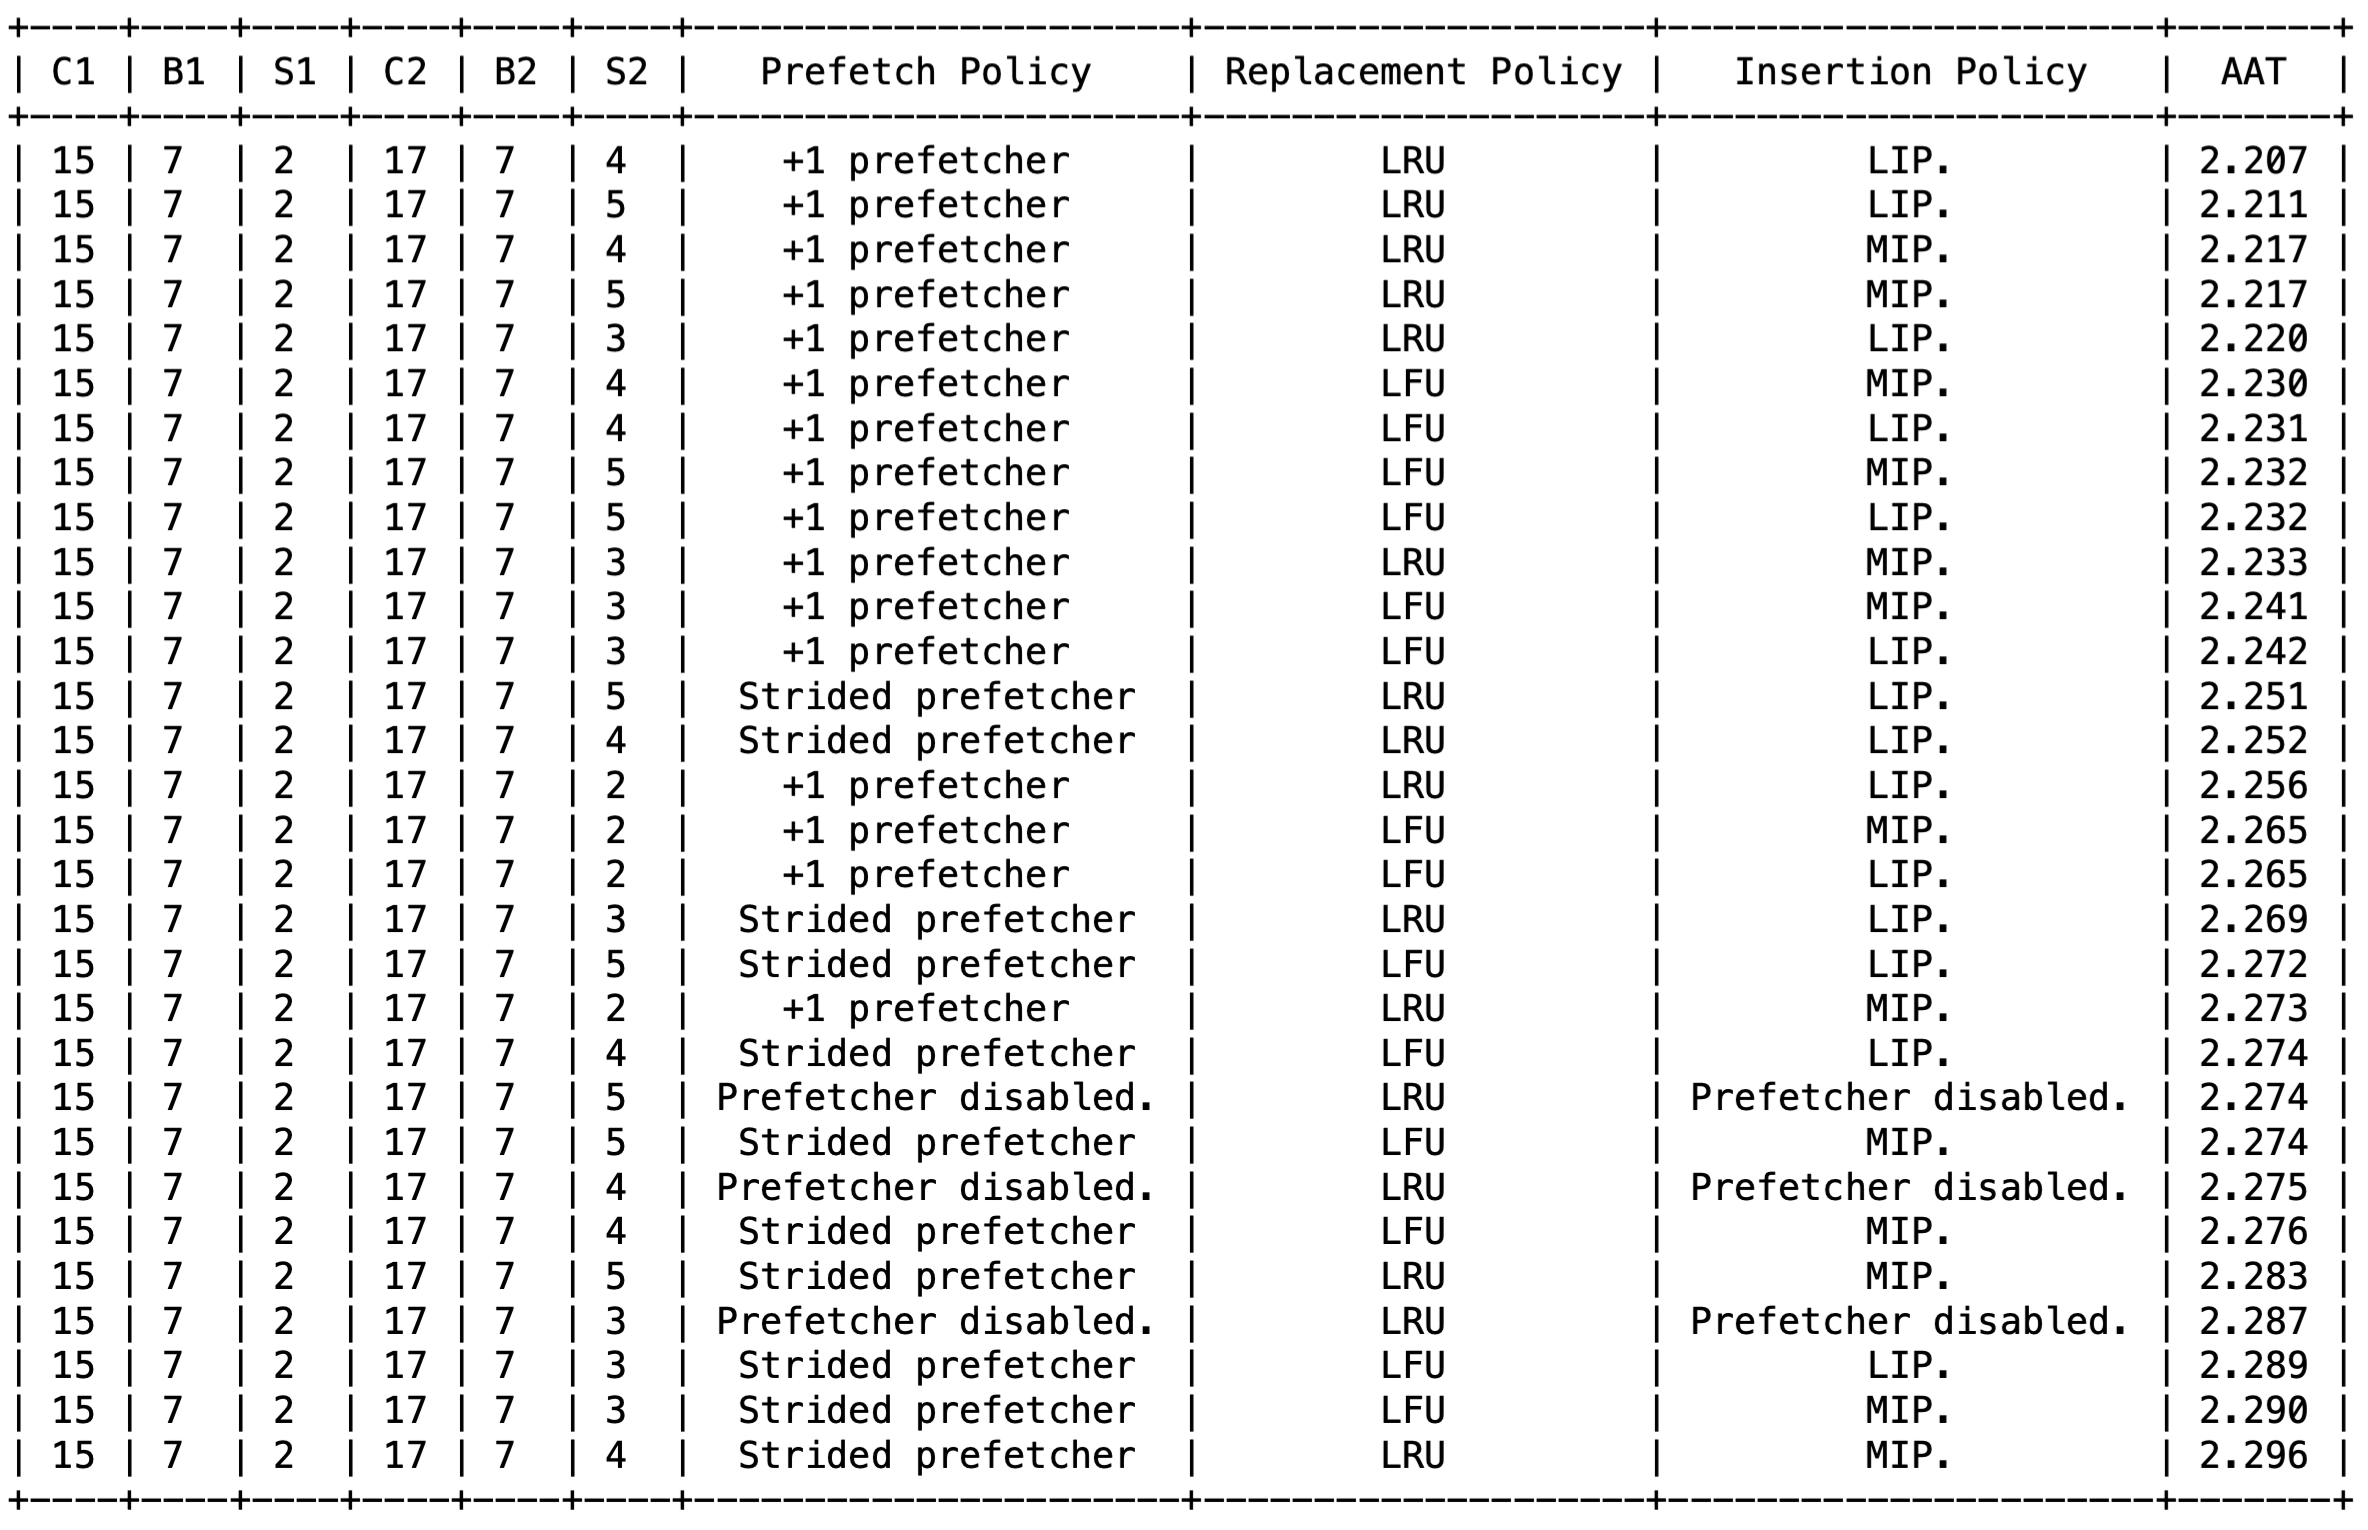 | C1 | B1 | S1 | C2 | B2 | S2 | Prefetch Policy | Replacement Policy | Insertion Policy | AAT |
| 15 | 7 | 2 | 17 | 7 | 4 | +1 prefetcher | LRU | LIP. | 2.207 |
| 15 | 7 | 2 | 17 | 7 | 5 | +1 prefetcher | LRU | LIP. | 2.211 |
| 15 | 7 | 2 | 17 | 7 | 4 | +1 prefetcher | LRU | MIP. | 2.217 |
| 15 | 7 | 2 | 17 | 7 | 5 | +1 prefetcher | LRU | MIP. | 2.217 |
| 15 | 7 | 2 | 17 | 7 | 3 | +1 prefetcher | LRU | LIP. | 2.220 |
| 15 | 7 | 2 | 17 | 7 | 4 | +1 prefetcher | LFU | MIP. | 2.230 |
| 15 | 7 | 2 | 17 | 7 | 4 | +1 prefetcher | LFU | LIP. | 2.231 |
| 15 | 7 | 2 | 17 | 7 | 5 | +1 prefetcher | LFU | MIP. | 2.232 |
| 15 | 7 | 2 | 17 | 7 | 5 | +1 prefetcher | LFU | LIP. | 2.232 |
| 15 | 7 | 2 | 17 | 7 | 3 | +1 prefetcher | LRU | MIP. | 2.233 |
| 15 | 7 | 2 | 17 | 7 | 3 | +1 prefetcher | LFU | MIP. | 2.241 |
| 15 | 7 | 2 | 17 | 7 | 3 | +1 prefetcher | LFU | LIP. | 2.242 |
| 15 | 7 | 2 | 17 | 7 | 5 | Strided prefetcher | LRU | LIP. | 2.251 |
| 15 | 7 | 2 | 17 | 7 | 4 | Strided prefetcher | LRU | LIP. | 2.252 |
| 15 | 7 | 2 | 17 | 7 | 2 | +1 prefetcher | LRU | LIP. | 2.256 |
| 15 | 7 | 2 | 17 | 7 | 2 | +1 prefetcher | LFU | MIP. | 2.265 |
| 15 | 7 | 2 | 17 | 7 | 2 | +1 prefetcher | LFU | LIP. | 2.265 |
| 15 | 7 | 2 | 17 | 7 | 3 | Strided prefetcher | LRU | LIP. | 2.269 |
| 15 | 7 | 2 | 17 | 7 | 5 | Strided prefetcher | LFU | LIP. | 2.272 |
| 15 | 7 | 2 | 17 | 7 | 2 | +1 prefetcher | LRU | MIP. | 2.273 |
| 15 | 7 | 2 | 17 | 7 | 4 | Strided prefetcher | LFU | LIP. | 2.274 |
| 15 | 7 | 2 | 17 | 7 | 5 | Prefetcher disabled. | LRU | Prefetcher disabled. | 2.274 |
| 15 | 7 | 2 | 17 | 7 | 5 | Strided prefetcher | LFU | MIP. | 2.274 |
| 15 | 7 | 2 | 17 | 7 | 4 | Prefetcher disabled. | LRU | Prefetcher disabled. | 2.275 |
| 15 | 7 | 2 | 17 | 7 | 4 | Strided prefetcher | LFU | MIP. | 2.276 |
| 15 | 7 | 2 | 17 | 7 | 5 | Strided prefetcher | LRU | MIP. | 2.283 |
| 15 | 7 | 2 | 17 | 7 | 3 | Prefetcher disabled. | LRU | Prefetcher disabled. | 2.287 |
| 15 | 7 | 2 | 17 | 7 | 3 | Strided prefetcher | LFU | LIP. | 2.289 |
| 15 | 7 | 2 | 17 | 7 | 3 | Strided prefetcher | LFU | MIP. | 2.290 |
| 15 | 7 | 2 | 17 | 7 | 4 | Strided prefetcher | LRU | MIP. | 2.296 |